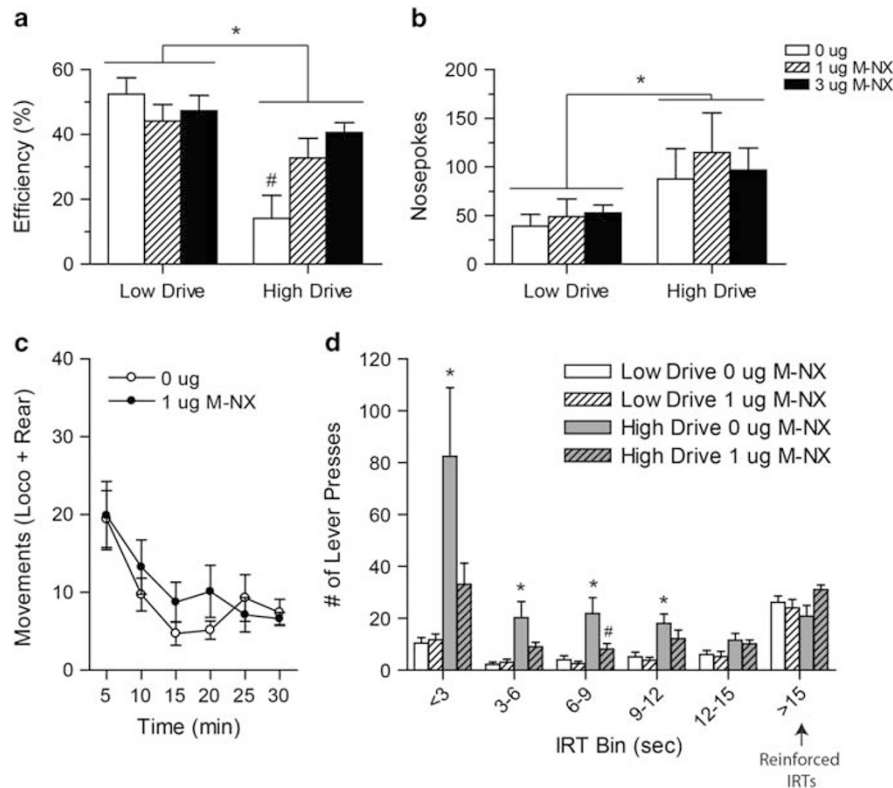 a
*
60
40
20
0
Efficiency (%)
#
Low Drive
High Drive
b
*
0 ug
1 ug M-NX
3 ug M-NX
200
150
100
50
0
Nosepokes
Low Drive
High Drive
c
40
30
20
10
0
Movements (Loco + Rear)
0 ug
1 ug M-NX
5
10
15
20
25
30
Time (min)
d
120
100
80
60
40
20
0
# of Lever Presses
Low Drive 0 ug M-NX
Low Drive 1 ug M-NX
High Drive 0 ug M-NX
High Drive 1 ug M-NX
*
*
*
#
*
<3
3-6
6-9
9-12
12-15
>15
IRT Bin (sec)
Reinforced
IRTs